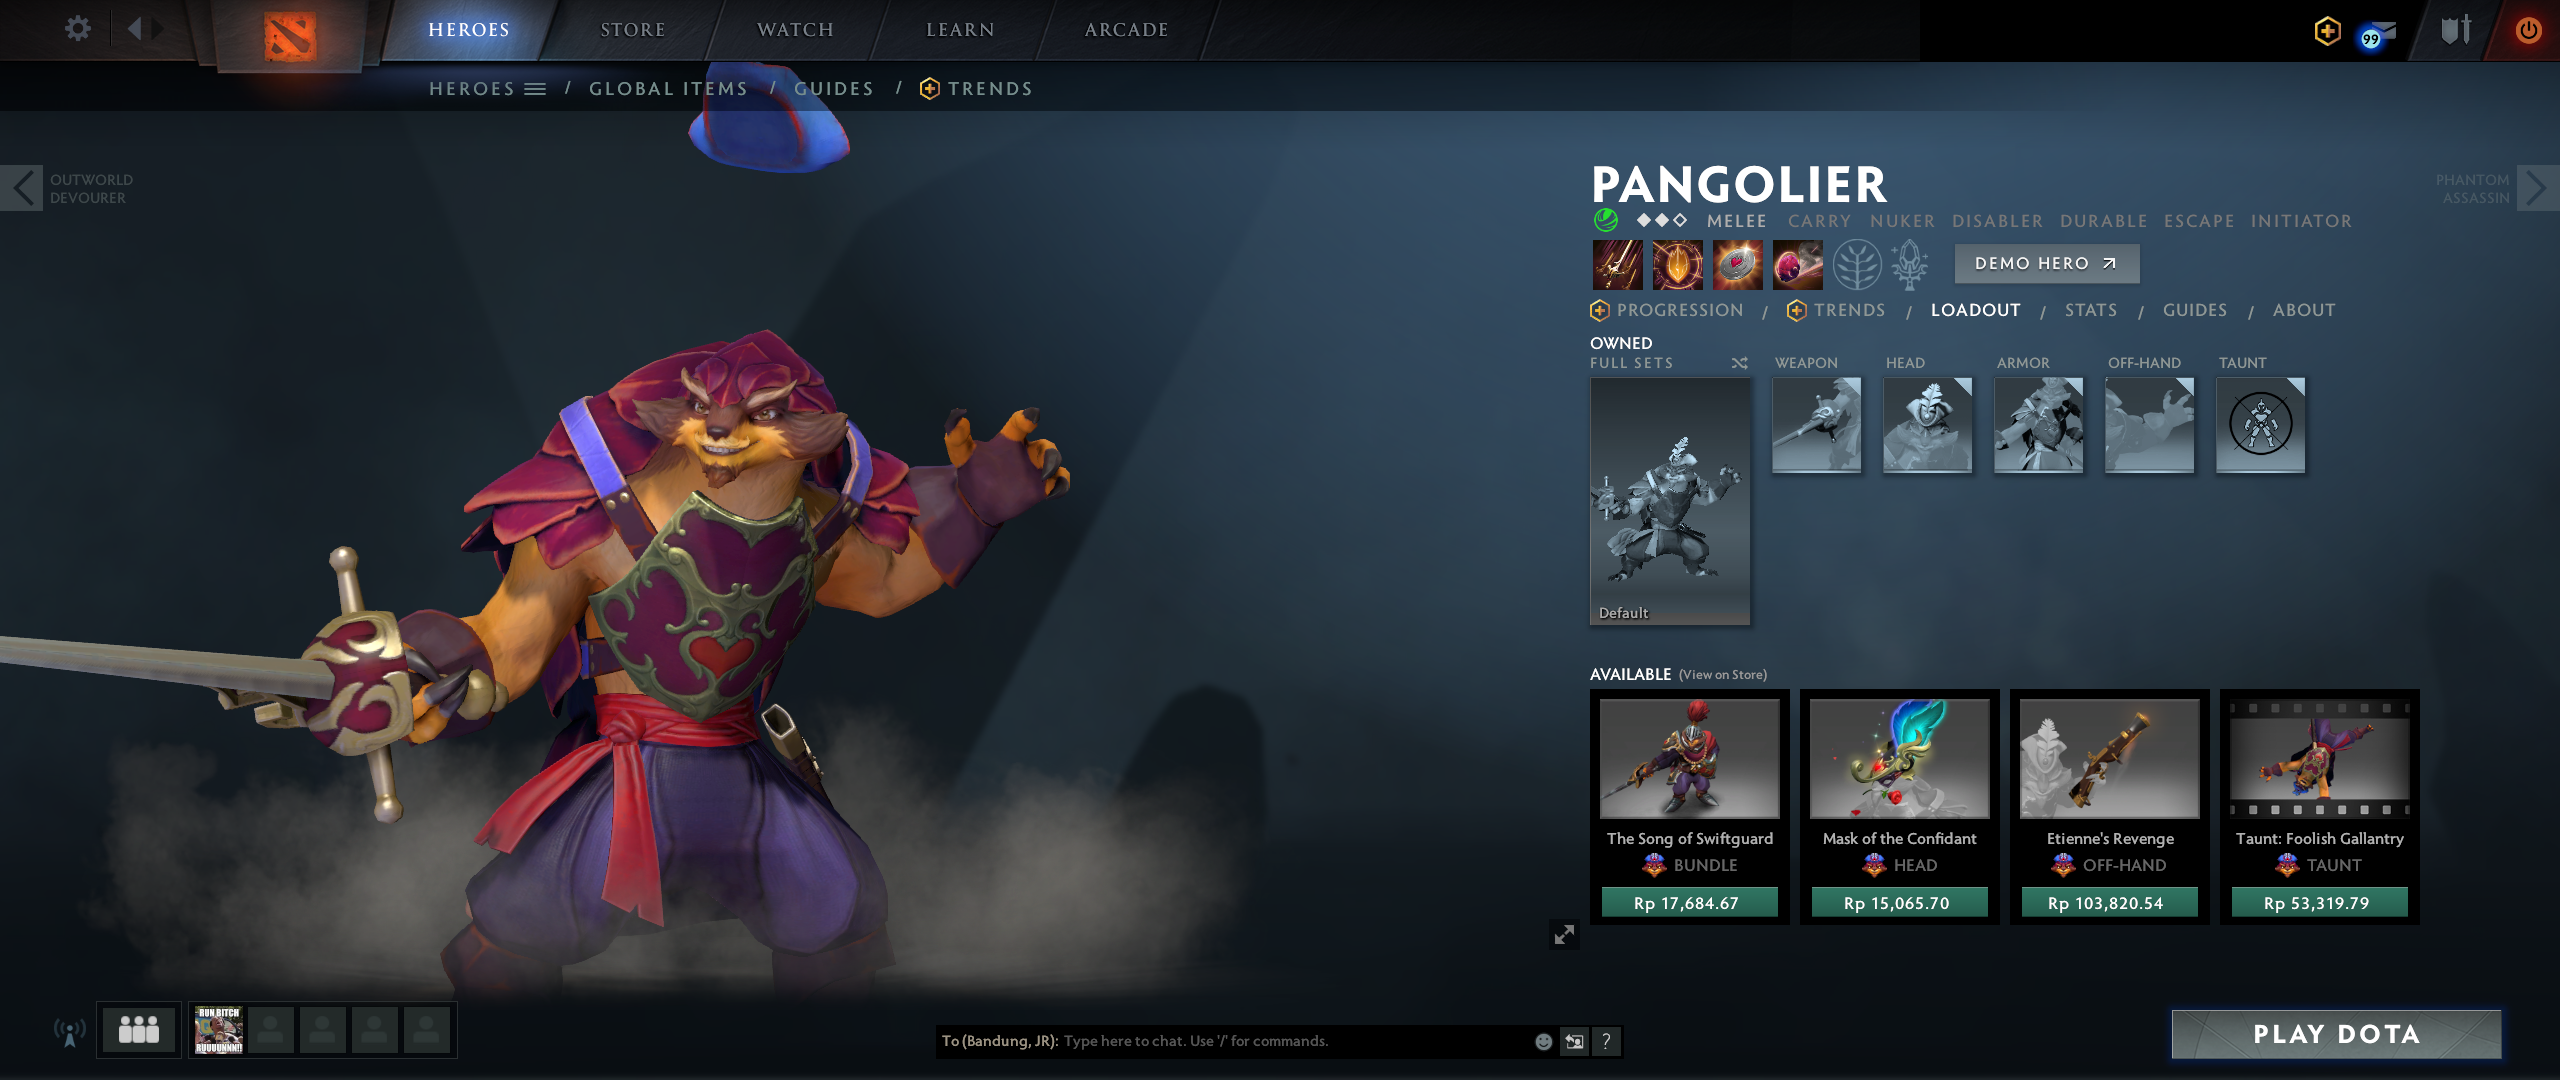 HEROES
STORE
WATCH
LEARN
ARCADE
99
HEROES / GLOBAL ITEMS / GUIDES / TRENDS
OUTWORLD
DEVOURER
PHANTOM
ASSASSIN
PANGOLIER
MELEE CARRY NUKER DISABLER DURABLE ESCAPE INITIATOR
DEMO HERO
PROGRESSION / TRENDS / LOADOUT / STATS / GUIDES / ABOUT
OWNED
FULL SETS
WEAPON
HEAD
ARMOR
OFF-HAND
TAUNT
Default
AVAILABLE (View on Store)
The Song of Swiftguard
BUNDLE
Rp 17,684.67
Mask of the Confidant
HEAD
Rp 15,065.70
Etienne's Revenge
OFF-HAND
Rp 103,820.54
Taunt: Foolish Gallantry
TAUNT
Rp 53,319.79
RUN BITCH
RUUUUNNN!!
To (Bandung, JR): Type here to chat. Use '/' for commands.
?
PLAY DOTA